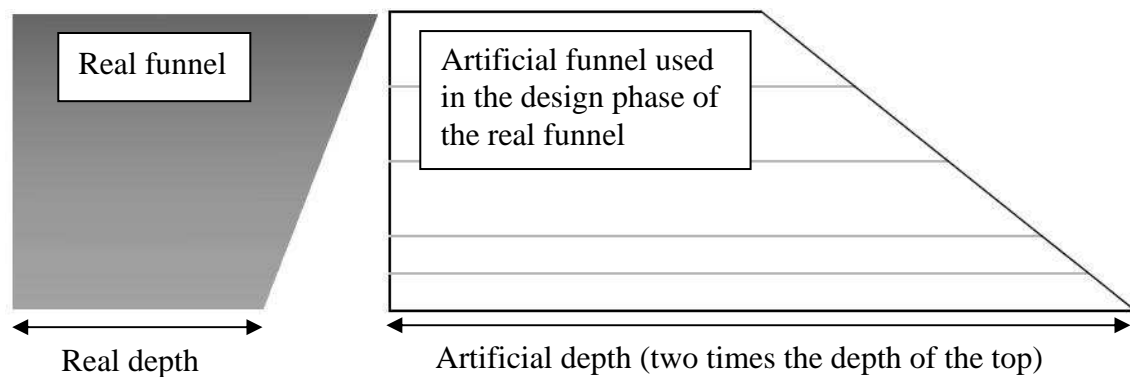 Real funnel
Artificial funnel used
in the design phase of
the real funnel
Real depth
Artificial depth (two times the depth of the top)